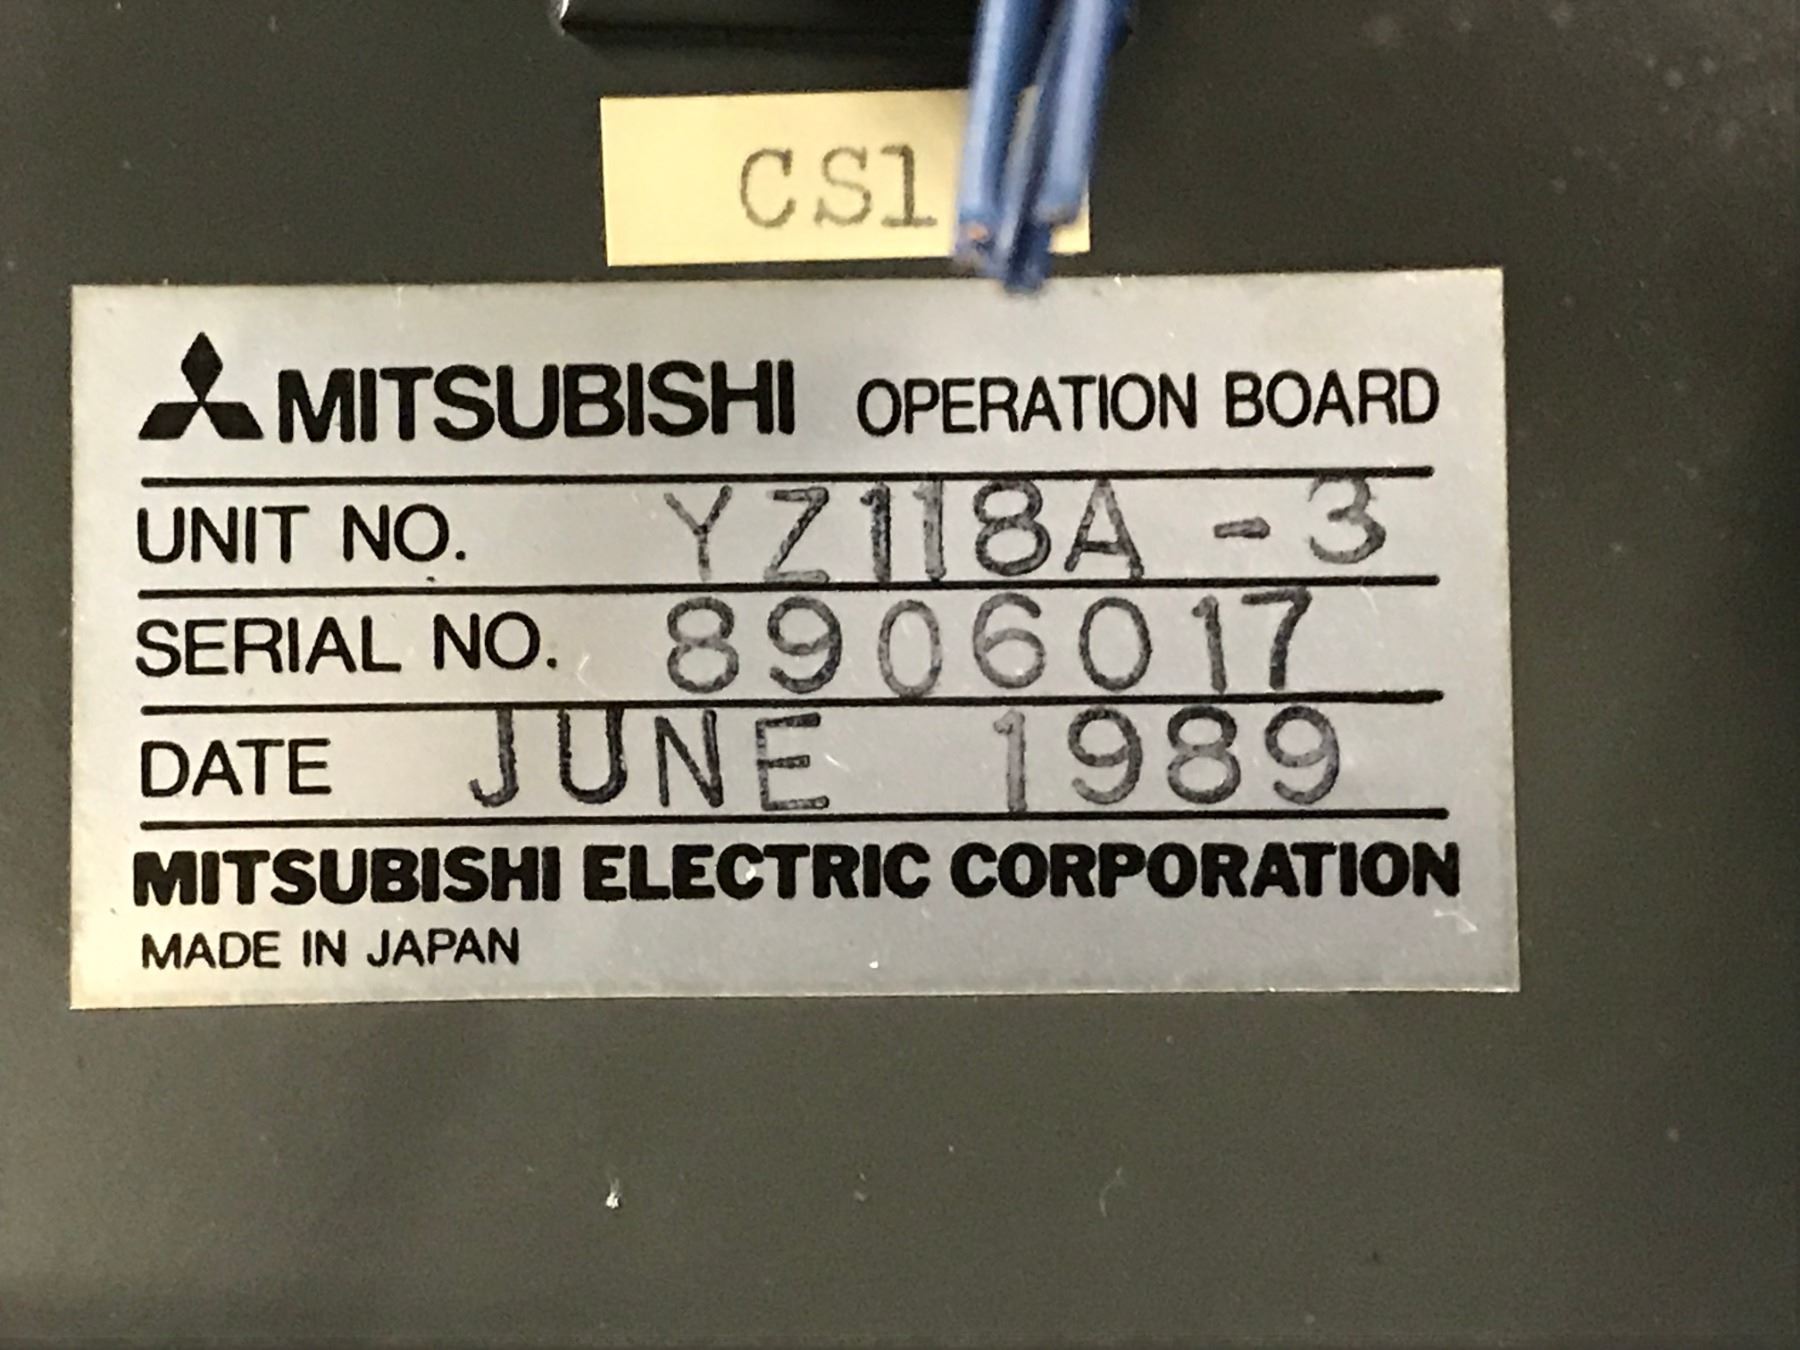 CS1
MITSUBISHI OPERATION BOARD
UNIT NO. YZ118A-3
SERIAL NO. 8906017
DATE JUNE 1989
MITSUBISHI ELECTRIC CORPORATION
MADE IN JAPAN